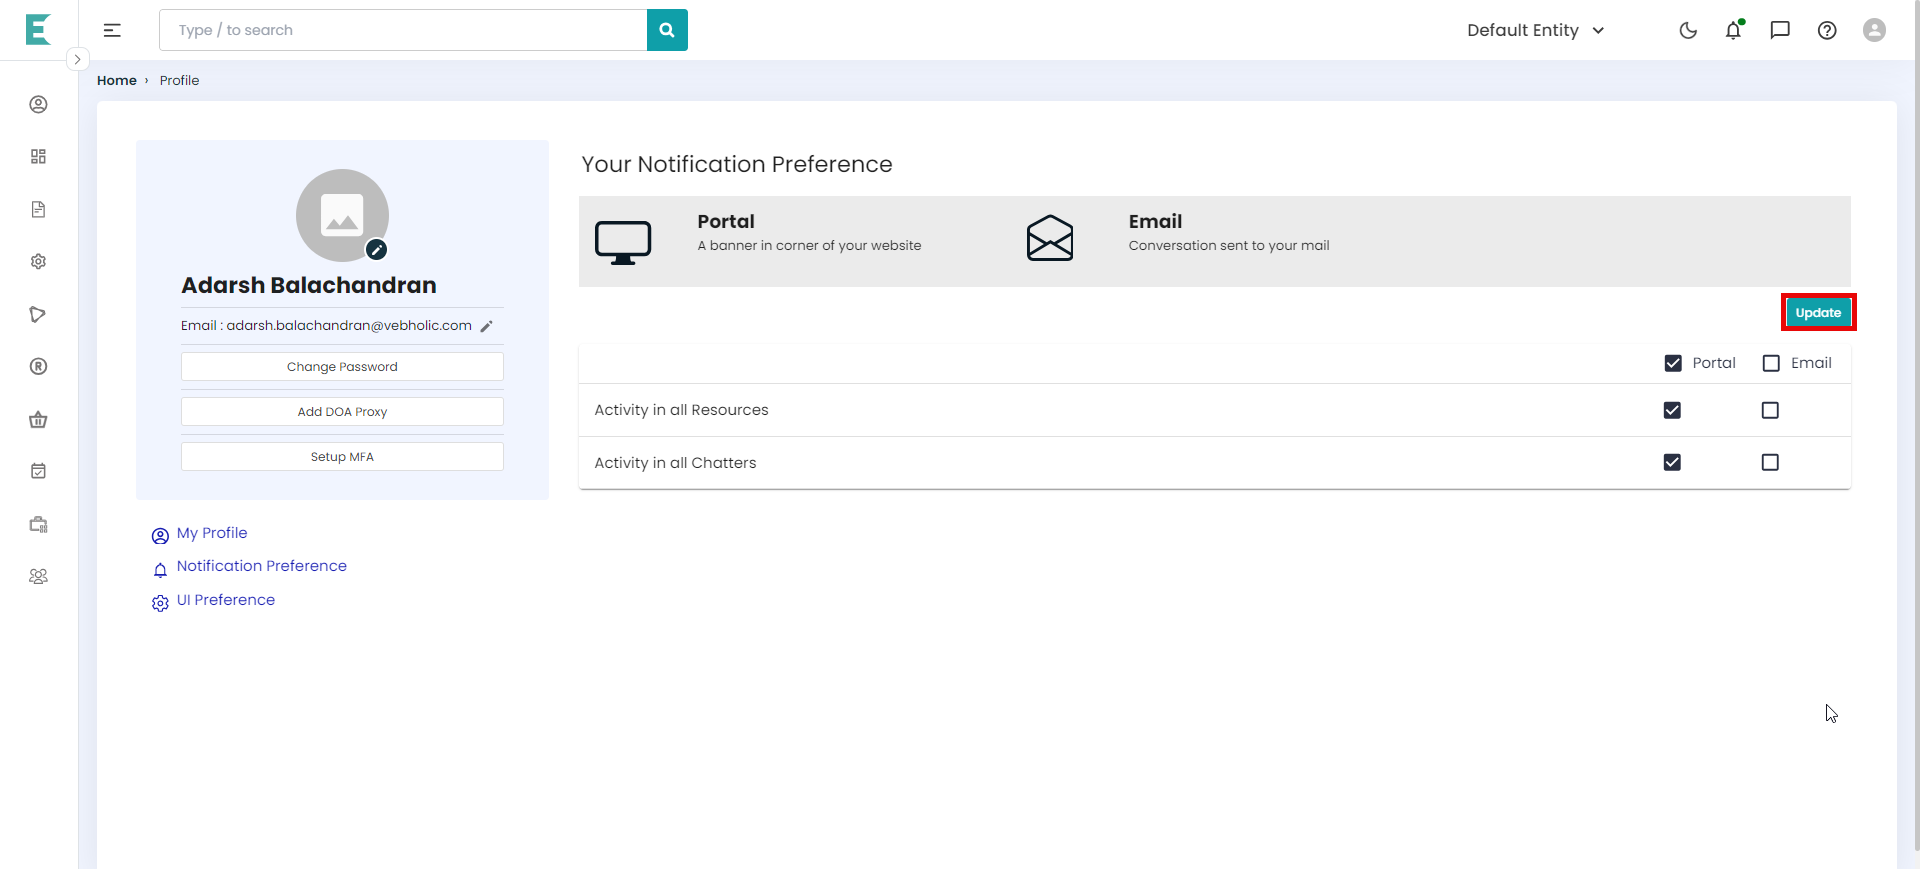 E
Type / to search
Default Entity
Home › Profile
Adarsh Balachandran
Email : adarsh.balachandran@vebholic.com
Change Password
Add DOA Proxy
Setup MFA
My Profile
Notification Preference
UI Preference
Your Notification Preference
Portal
A banner in corner of your website
Email
Conversation sent to your mail
Update
Portal Email
Activity in all Resources
Activity in all Chatters